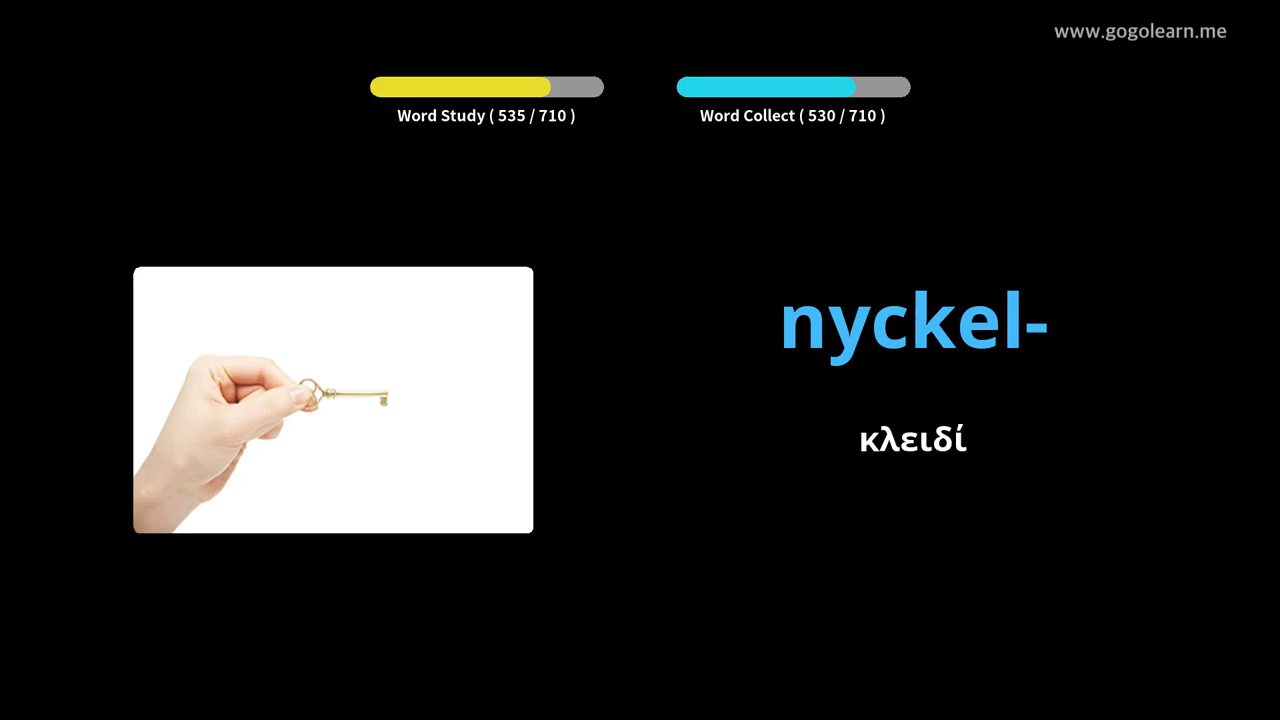 www.gogolearn.me
Word Study ( 535 / 710 )
Word Collect ( 530 / 710 )
nyckel-
κλειδί